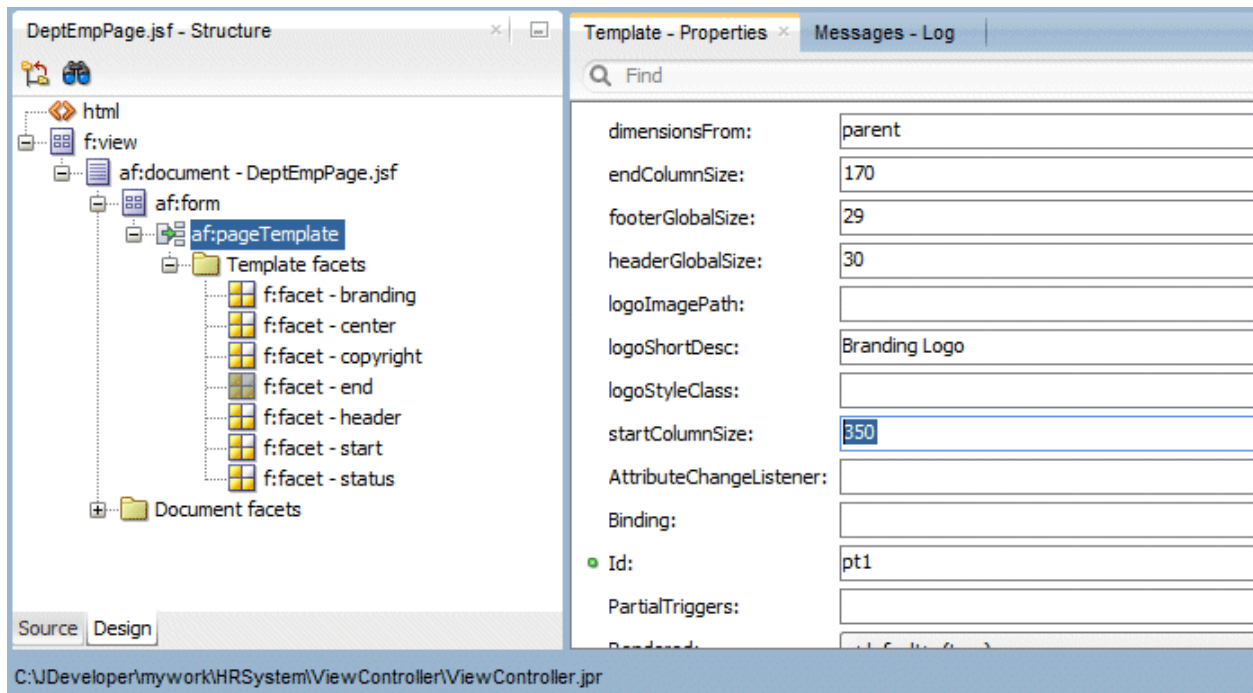 DeptEmpPage.jsf - Structure
html
f:view
af:document - DeptEmpPage.jsf
af:form
af:pageTemplate
Template facets
f:facet - branding
f:facet - center
f:facet - copyright
f:facet - end
f:facet - header
f:facet - start
f:facet - status
Document facets
Source Design
Template - Properties
Messages - Log
Find
dimensionsFrom: parent
endColumnSize: 170
footerGlobalSize: 29
headerGlobalSize: 30
logoImagePath:
logoShortDesc: Branding Logo
logoStyleClass:
startColumnSize: 350
AttributeChangeListener:
Binding:
Id: pt1
PartialTriggers:
C:\JDeveloper\mywork\HRSystem\ViewController\ViewController.jpr